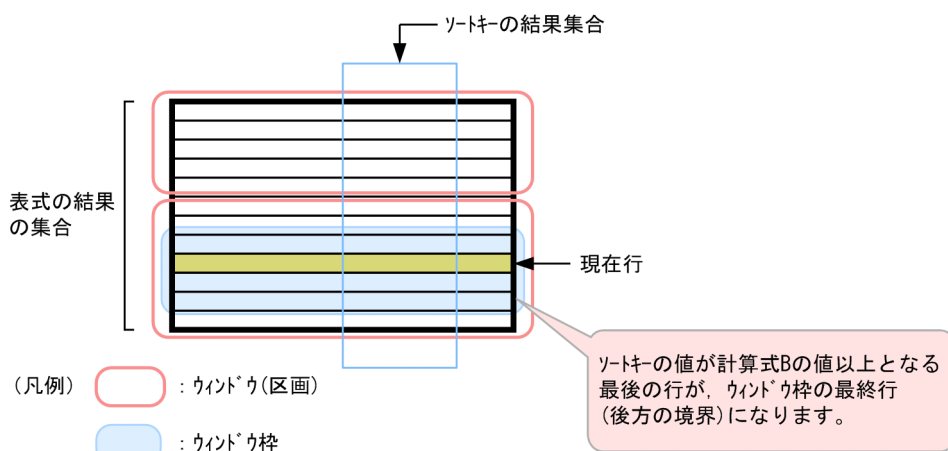 ソートキーの結果集合
表式の結果
の集合
現在行
ソートキーの値が計算式Bの値以上となる
最後の行が，ウィンドウ枠の最終行
(後方の境界)になります。
(凡例)
：ウィンドウ(区画)
：ウィンドウ枠